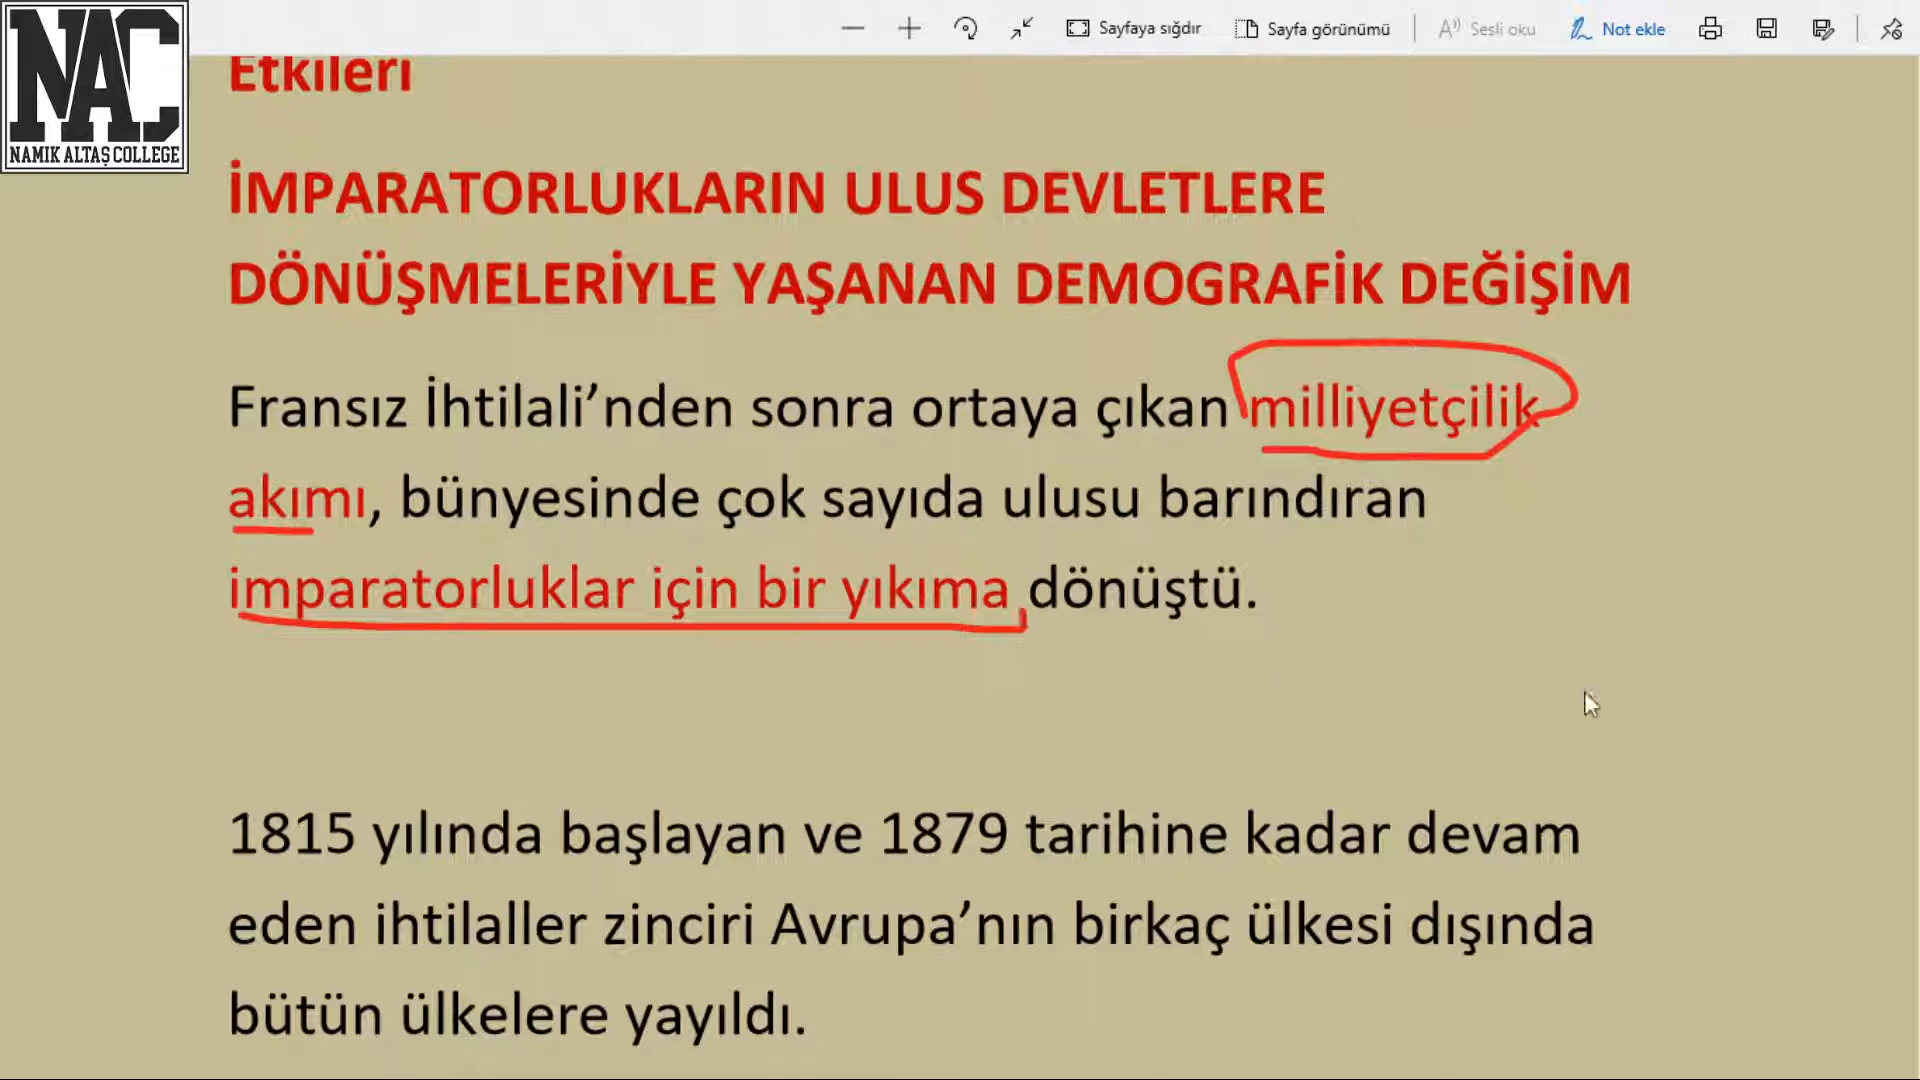 NAC
NAMIK ALTAŞ COLLEGE
Sayfaya sığdır
Sayfa görünümü
Sesli oku
Not ekle
Etkileri
İMPARATORLUKLARIN ULUS DEVLETLERE
DÖNÜŞMELERİYLE YAŞANAN DEMOGRAFİK DEĞİŞİM
Fransız İhtilali’nden sonra ortaya çıkan milliyetçilik
akımı, bünyesinde çok sayıda ulusu barındıran
imparatorluklar için bir yıkıma dönüştü.
1815 yılında başlayan ve 1879 tarihine kadar devam
eden ihtilaller zinciri Avrupa’nın birkaç ülkesi dışında
bütün ülkelere yayıldı.